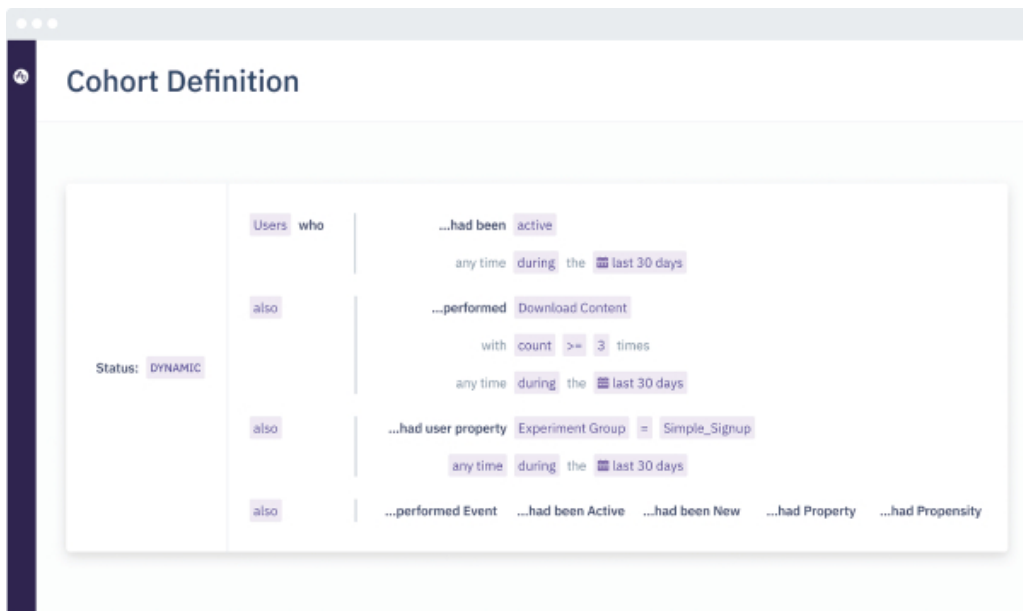 Cohort Definition
Users who ...had been active
any time during the last 30 days
also ...performed Download Content
with count >= 3 times
any time during the last 30 days
Status: DYNAMIC
also ...had user property Experiment Group = Simple_Signup
any time during the last 30 days
also ...performed Event ...had been Active ...had been New ...had Property ...had Propensity